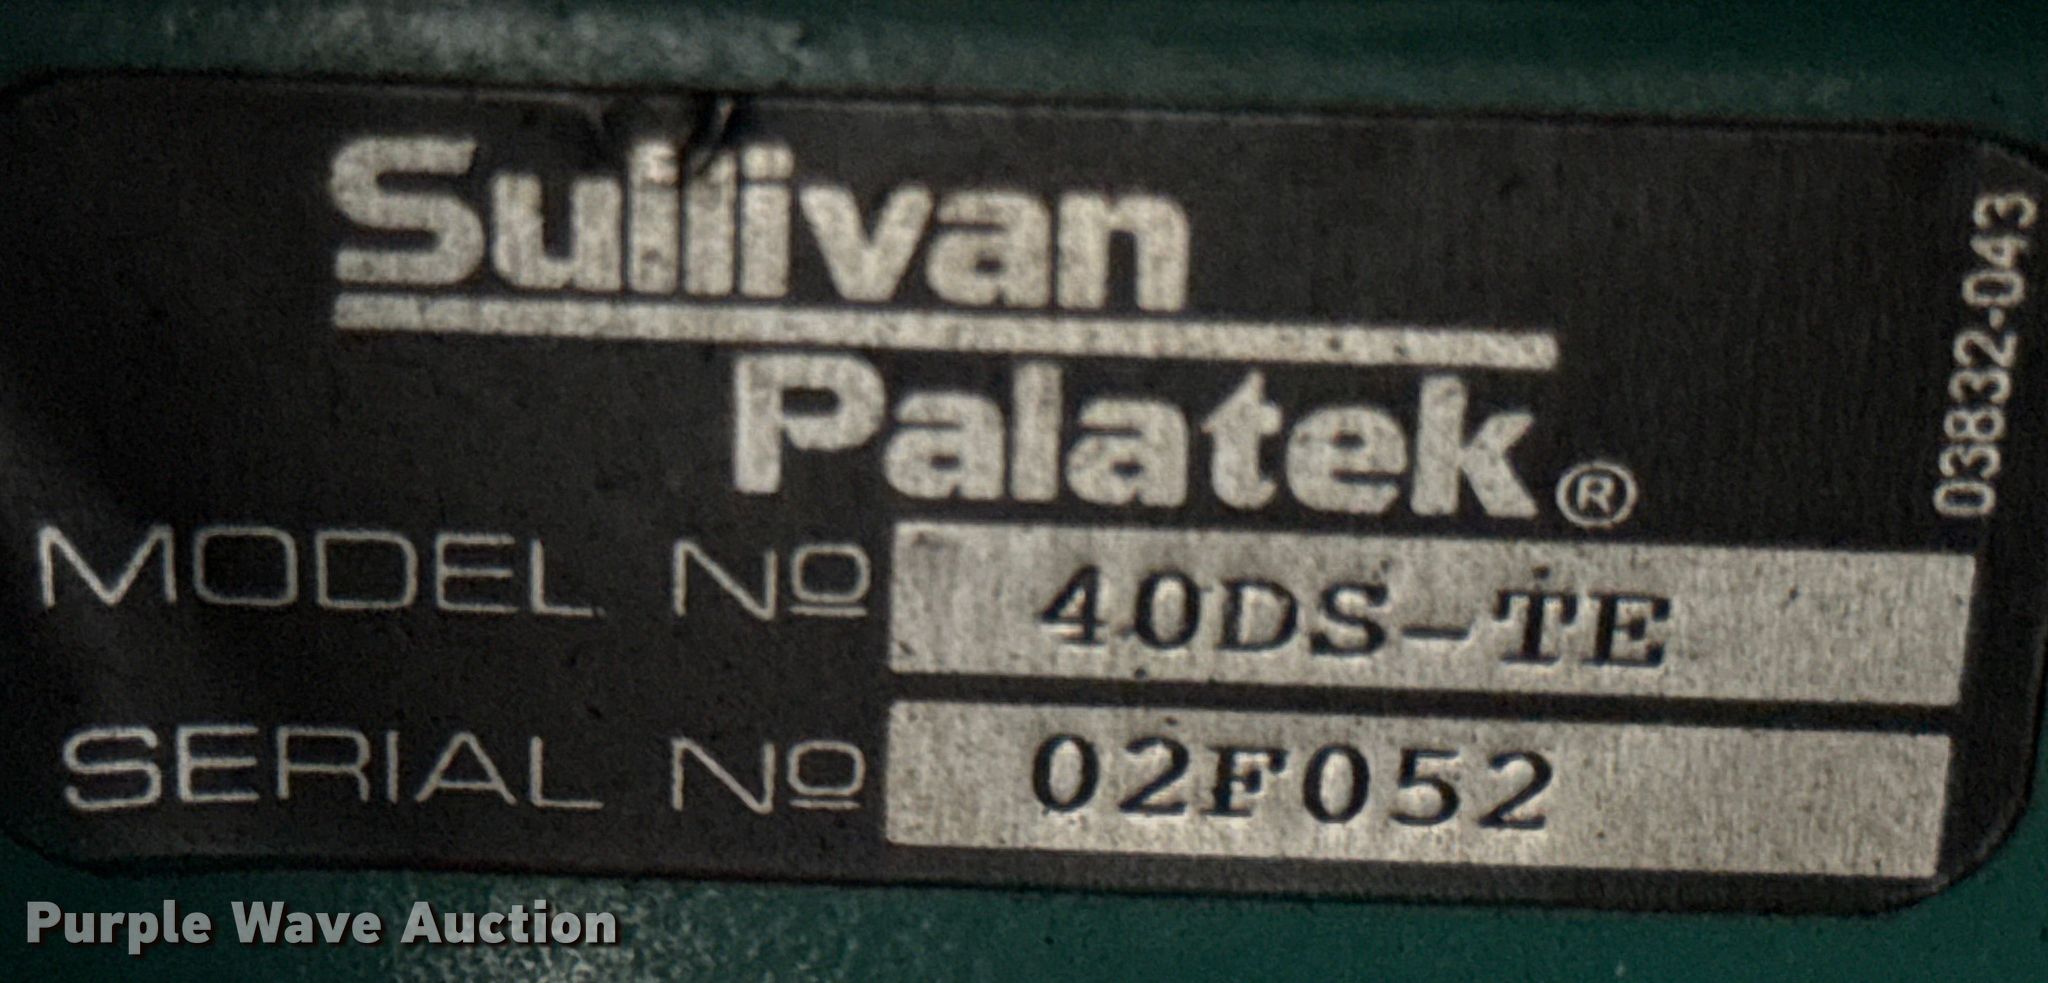 Sullivan
Palatek®
MODEL Nº 40DS-TE
SERIAL Nº 02F052
03832-043
Purple Wave Auction